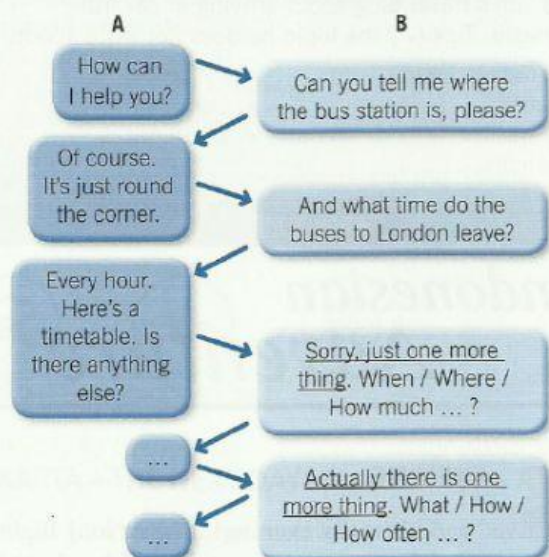 A
B
How can
I help you?
Can you tell me where
the bus station is, please?
Of course.
It's just round
the corner.
And what time do the
buses to London leave?
Every hour.
Here's a
timetable. Is
there anything
else?
Sorry, just one more
thing. When / Where /
How much ... ?
...
Actually there is one
more thing. What / How /
How often ... ?
...